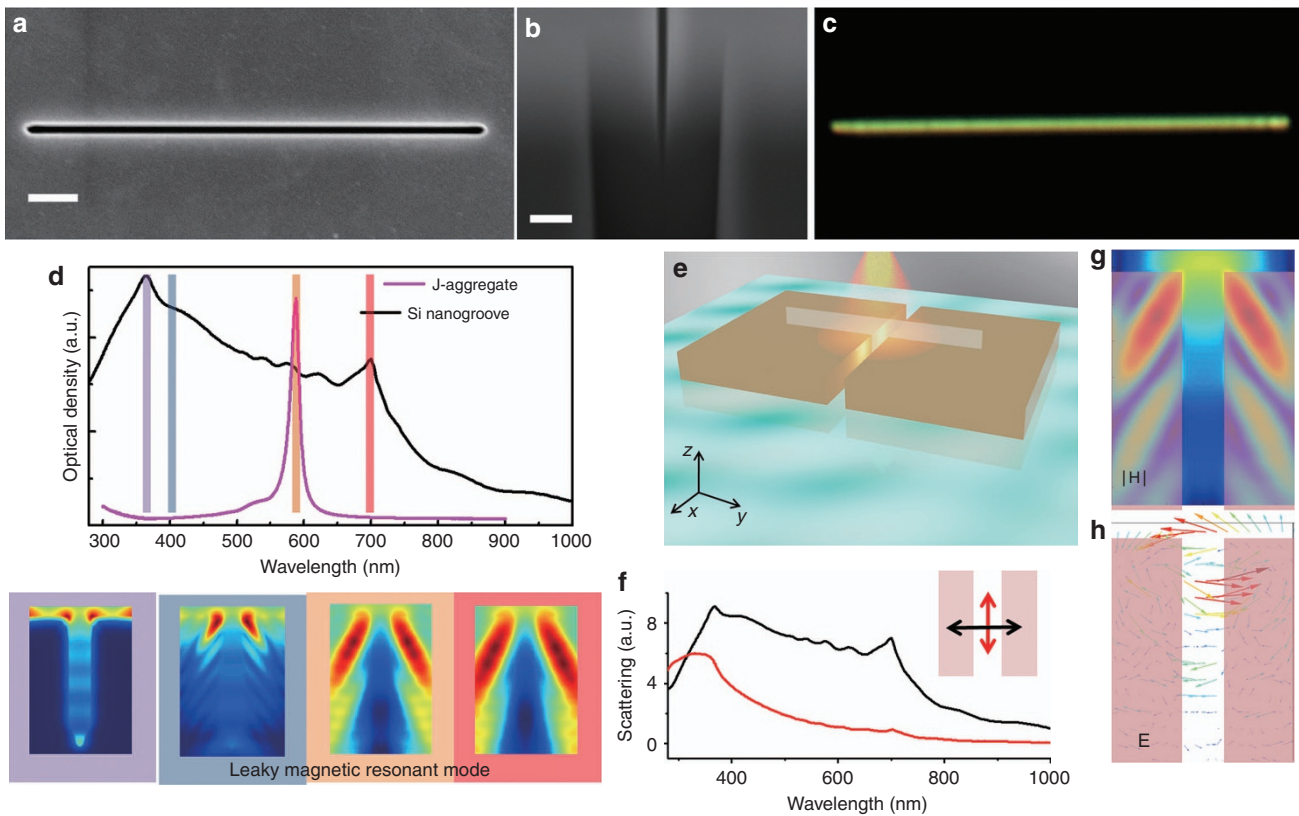 a
b
c
d
J-aggregate
Si nanogroove
Optical density (a.u.)
300 400 500 600 700 800 900 1000
Wavelength (nm)
Leaky magnetic resonant mode
e
z
x
y
f
8
4
0
Scattering (a.u.)
400 600 800 1000
Wavelength (nm)
g
|H|
h
E